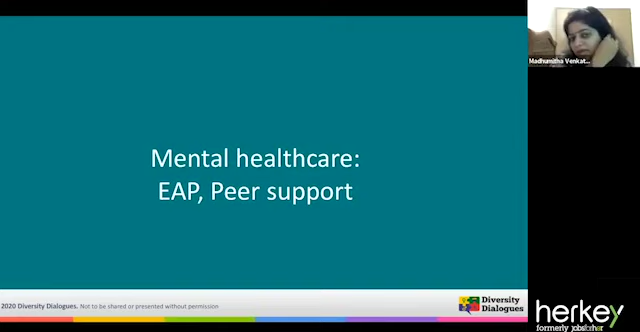 Mental healthcare:
EAP, Peer support
2020 Diversity Dialogues. Not to be shared or presented without permission
Diversity
Dialogues
Madhumitha Venkat...
herkey
formerly jobsforher